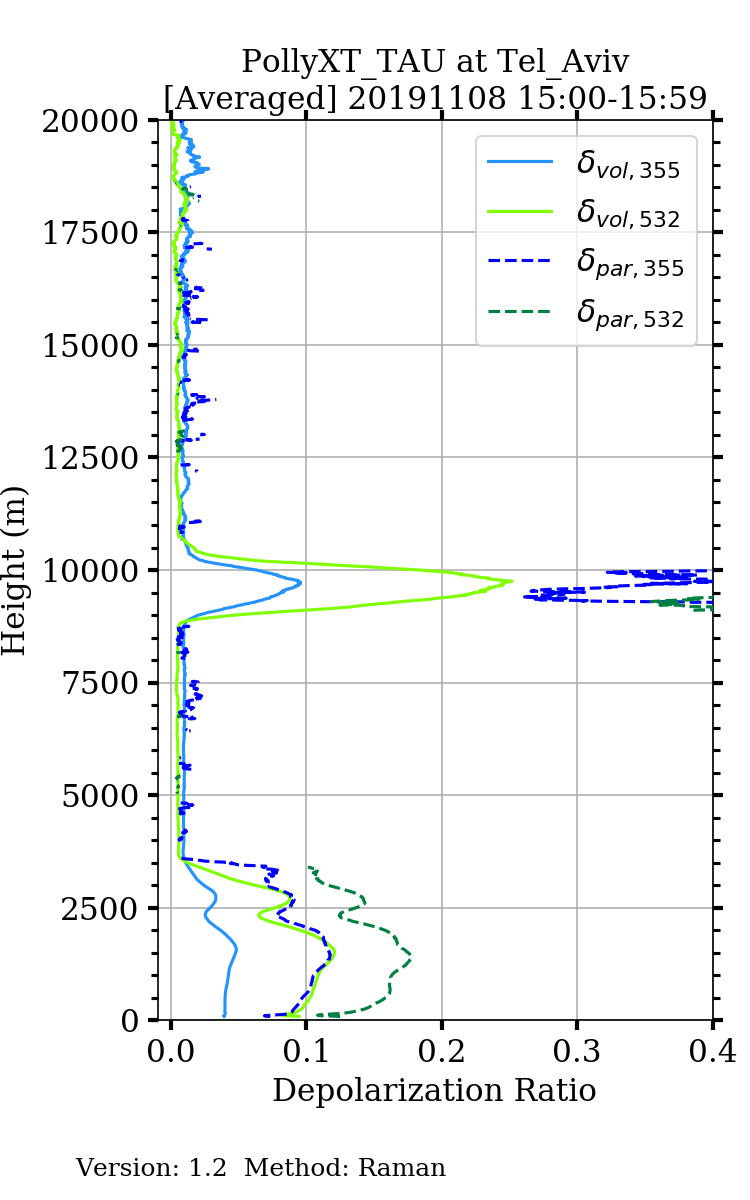 PollyXT_TAU at Tel_Aviv
[Averaged] 20191108 15:00-15:59
20000
17500
15000
12500
10000
7500
5000
2500
0
Height (m)
δvol, 355
δvol, 532
δpar, 355
δpar, 532
0.0 0.1 0.2 0.3 0.4
Depolarization Ratio
Version: 1.2 Method: Raman